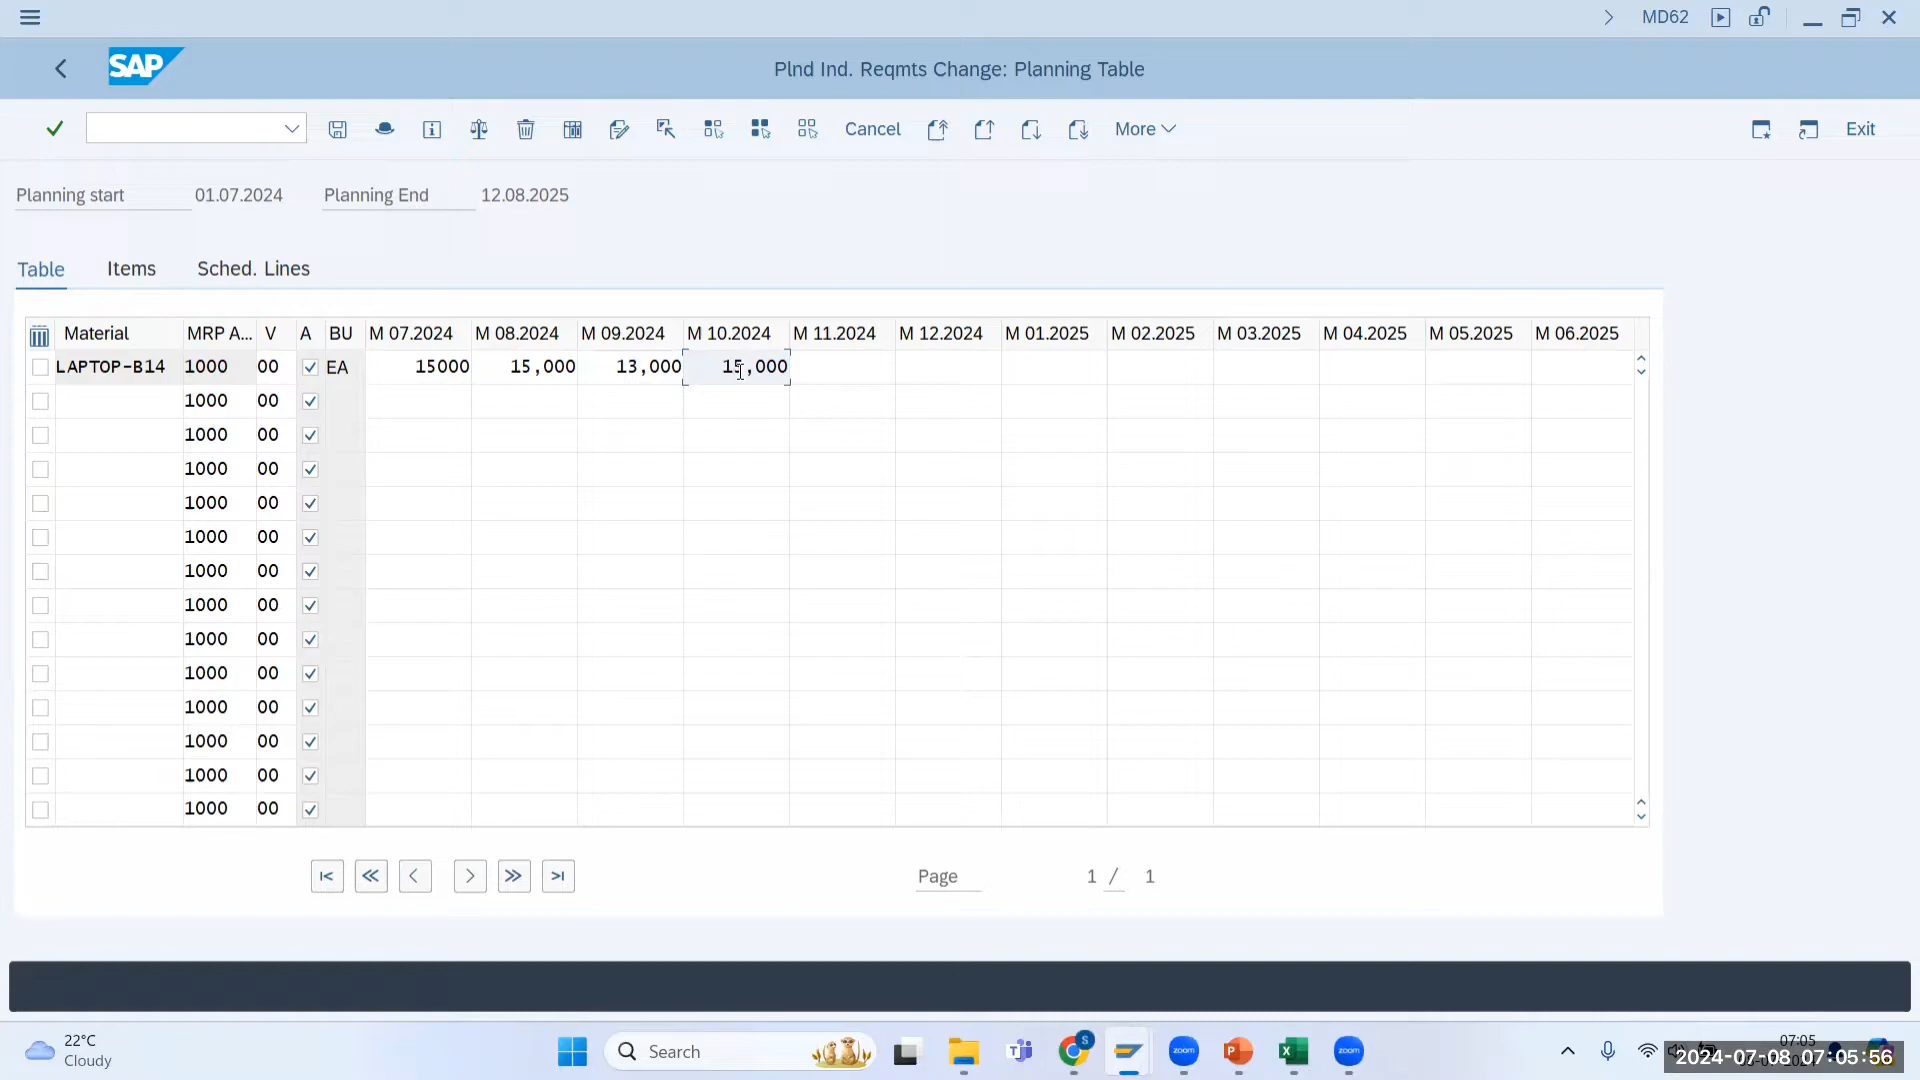 MD62
SAP
Plnd Ind. Reqmts Change: Planning Table
Cancel
More
Exit
Planning start 01.07.2024 Planning End 12.08.2025
Table Items Sched. Lines
Material MRP A... V A BU M 07.2024 M 08.2024 M 09.2024 M 10.2024 M 11.2024 M 12.2024 M 01.2025 M 02.2025 M 03.2025 M 04.2025 M 05.2025 M 06.2025
LAPTOP-B14 1000 00 EA 15000 15,000 13,000 15,000
1000 00
1000 00
1000 00
1000 00
1000 00
1000 00
1000 00
1000 00
1000 00
1000 00
1000 00
1000 00
1000 00
Page 1 / 1
22°C
Cloudy
Search
zoom
zoom
07:05
2024-07-08 07:05:56